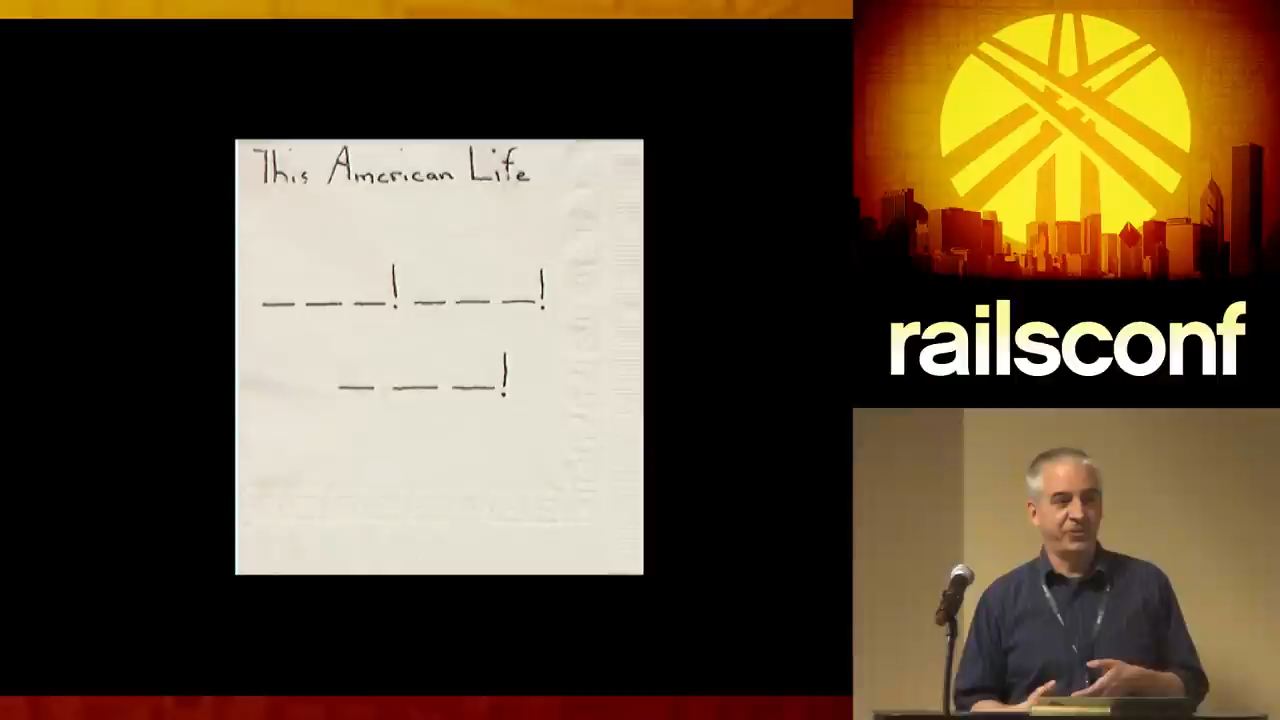 This American Life
_ _ _ ! _ _ _ !
_ _ _ !
railsconf